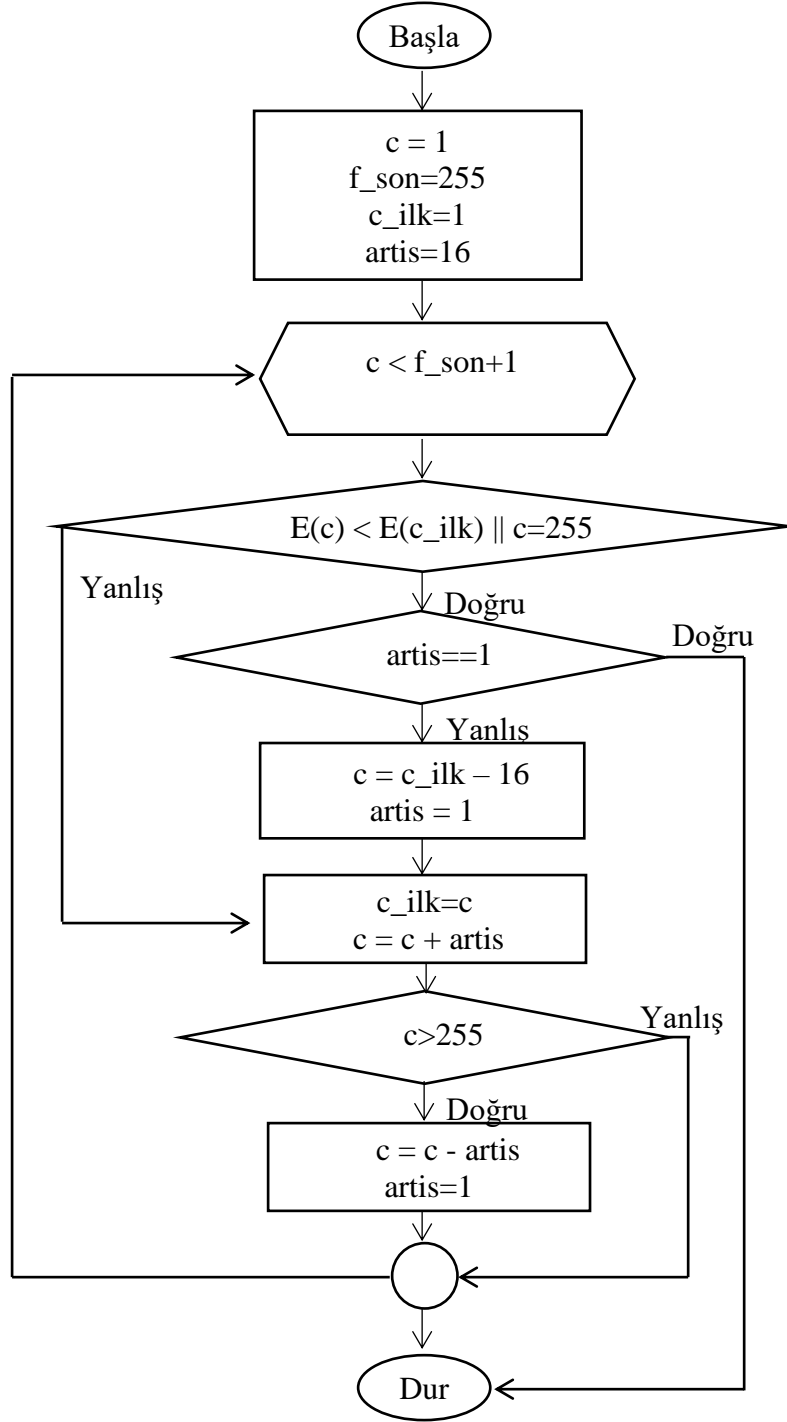 Başla
c = 1
f_son=255
c_ilk=1
artis=16
c < f_son+1
E(c) < E(c_ilk) || c=255
Yanlış
Doğru
artis==1
Doğru
Yanlış
c = c_ilk – 16
artis = 1
c_ilk=c
c = c + artis
c>255
Yanlış
Doğru
c = c - artis
artis=1
Dur